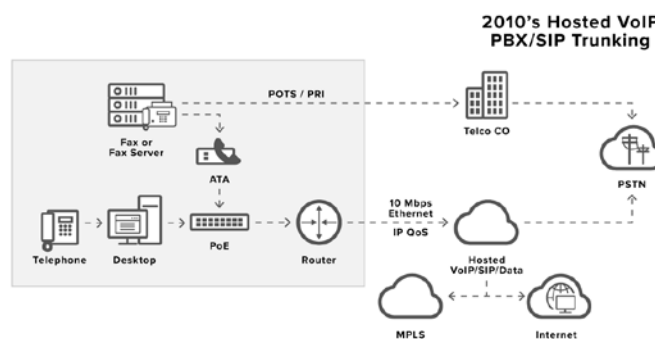 2010's Hosted VoIP
PBX/SIP Trunking
POTS / PRI
Fax or
Fax Server
Telco CO
ATA
PSTN
10 Mbps
Ethernet
IP QoS
Telephone
Desktop
PoE
Router
Hosted
VoIP/SIP/Data
MPLS
Internet